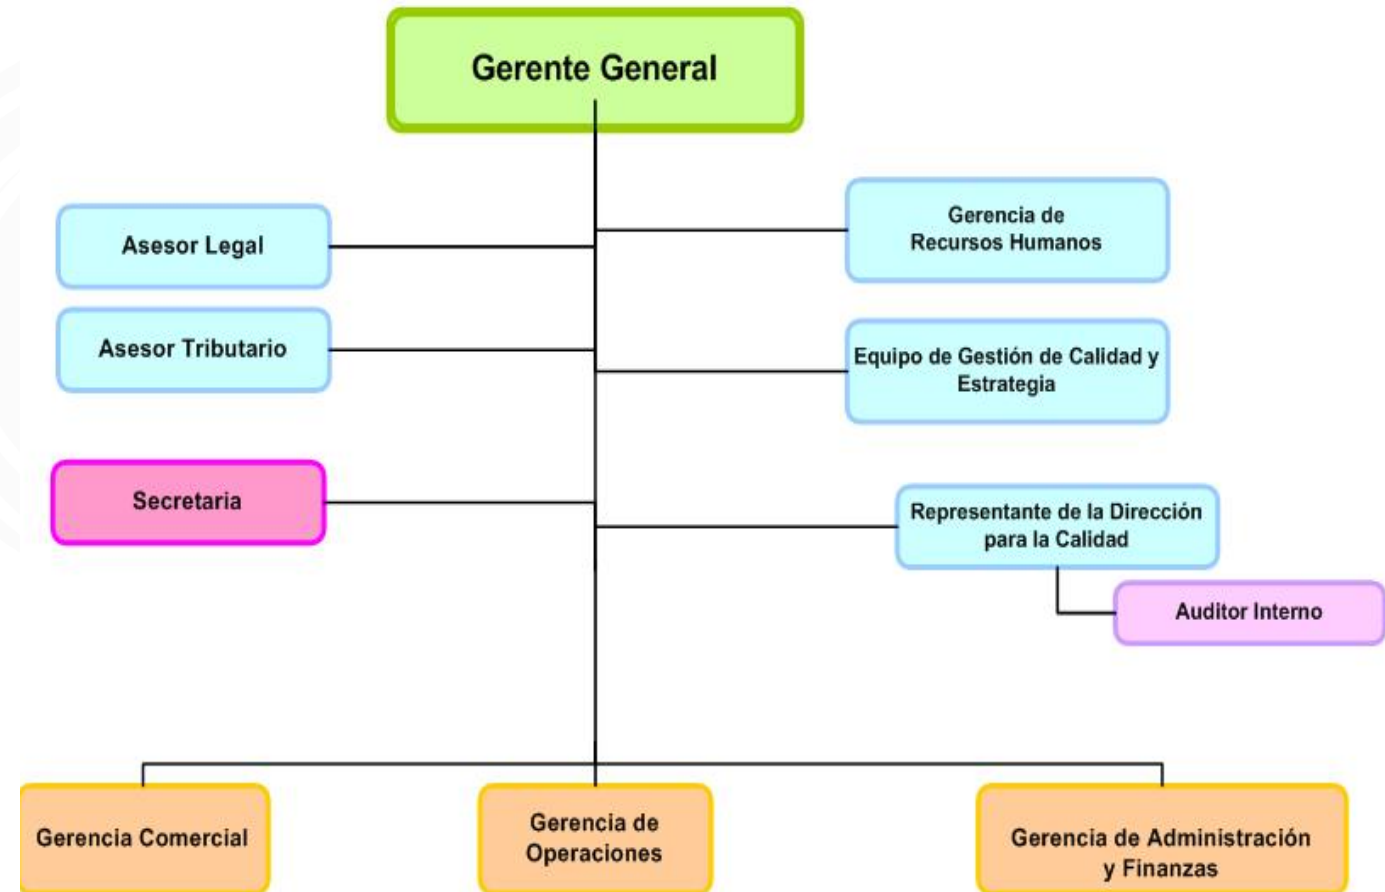 Gerente General
Asesor Legal
Gerencia de
Recursos Humanos
Asesor Tributario
Equipo de Gestión de Calidad y
Estrategia
Secretaria
Representante de la Dirección
para la Calidad
Auditor Interno
Gerencia Comercial
Gerencia de
Operaciones
Gerencia de Administración
y Finanzas